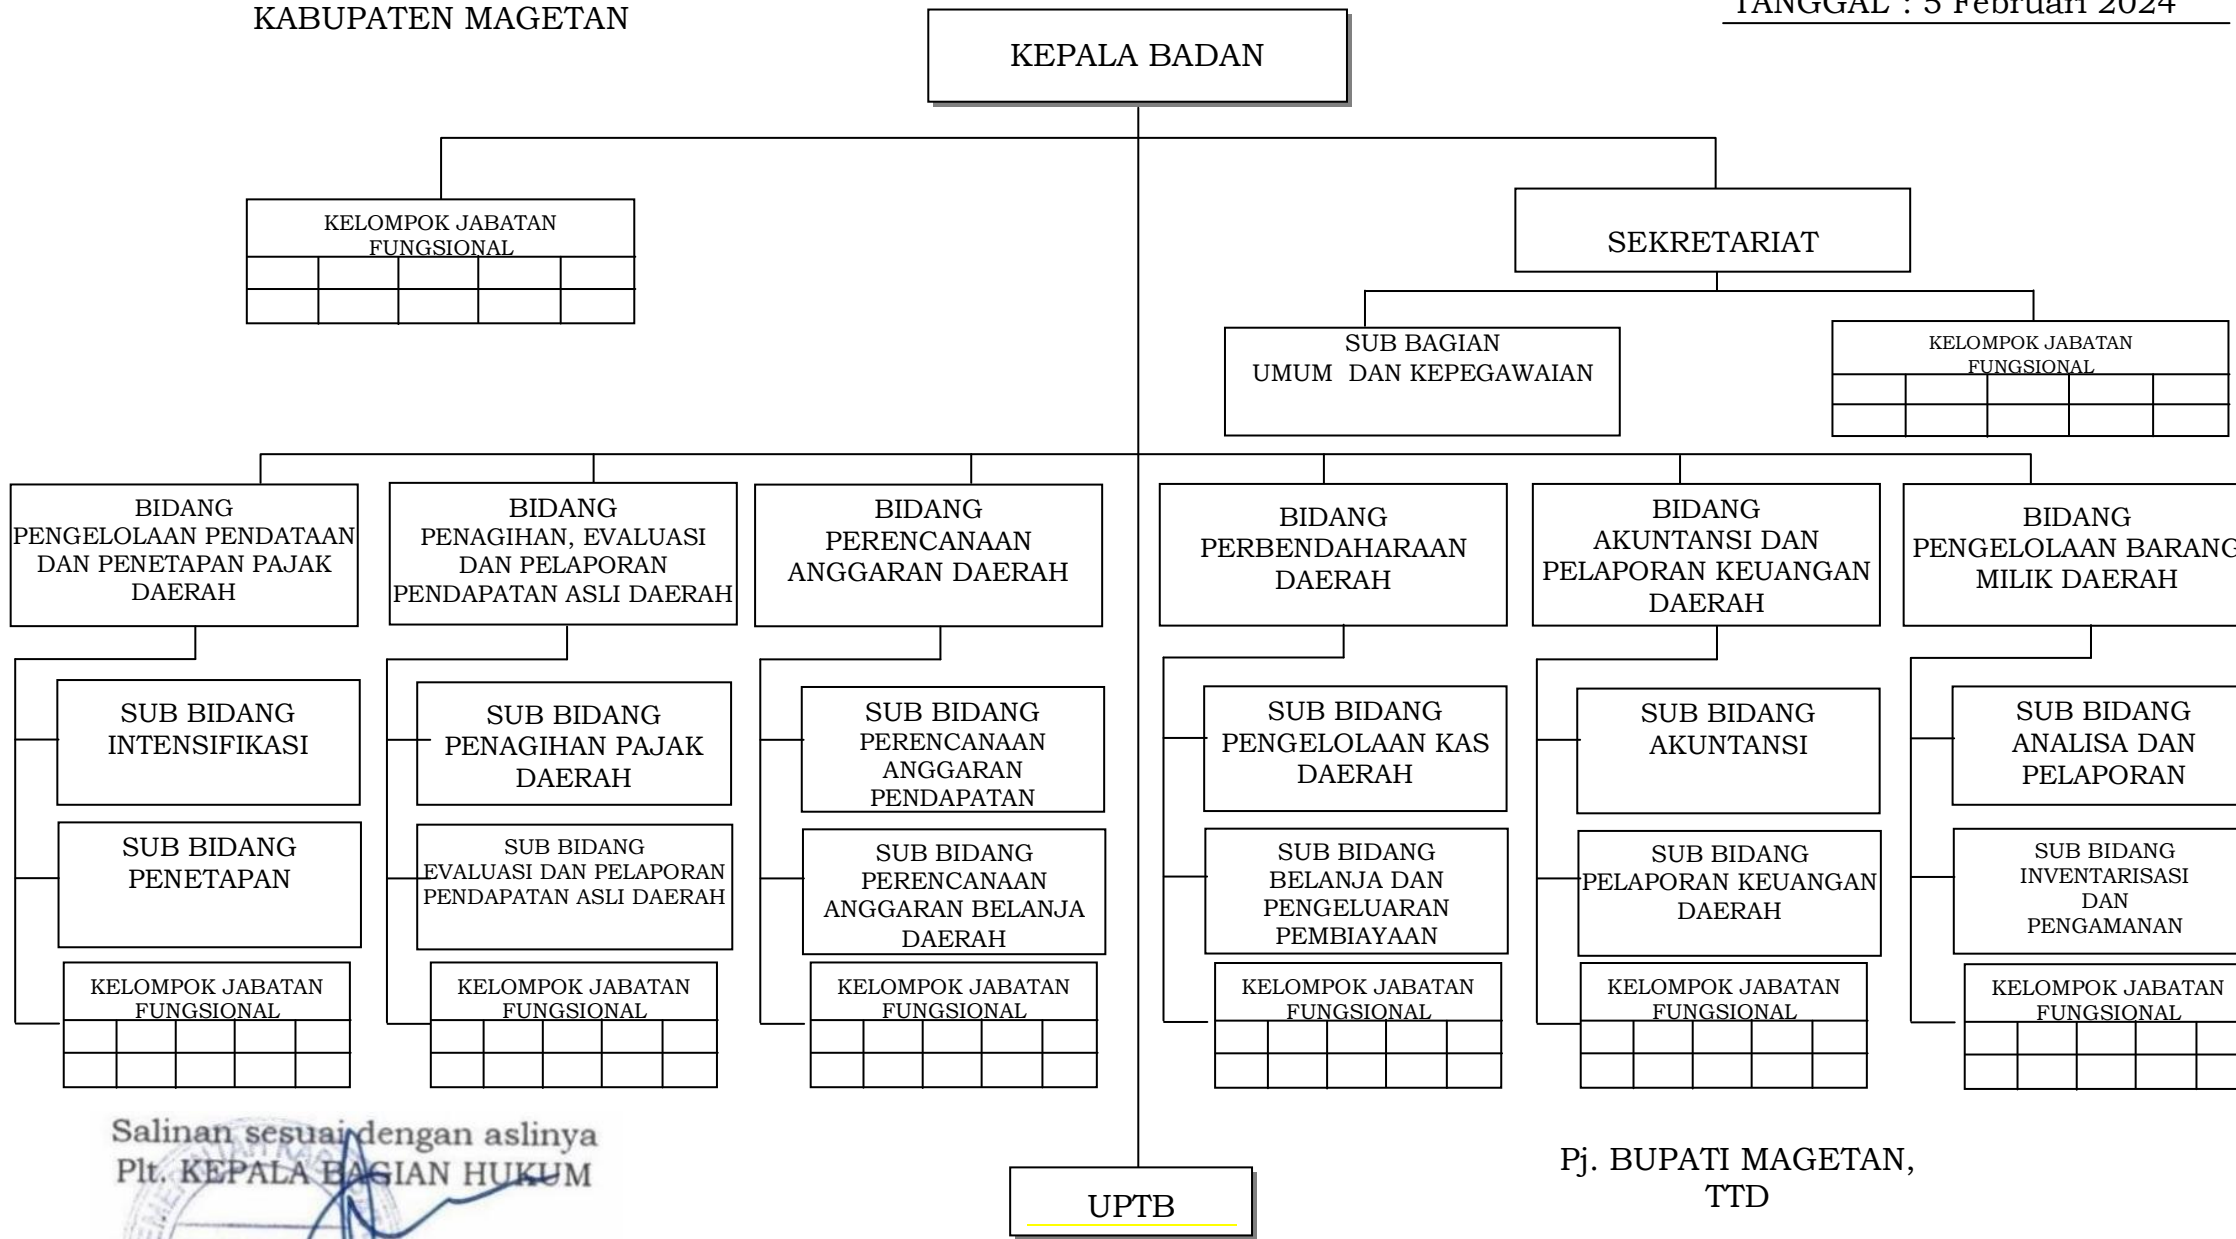 KABUPATEN MAGETAN
TANGGAL : 5 Februari 2024
KEPALA BADAN
KELOMPOK JABATAN
FUNGSIONAL
SEKRETARIAT
SUB BAGIAN
UMUM DAN KEPEGAWAIAN
KELOMPOK JABATAN
FUNGSIONAL
BIDANG
PENGELOLAAN PENDATAAN
DAN PENETAPAN PAJAK
DAERAH
BIDANG
PENAGIHAN, EVALUASI
DAN PELAPORAN
PENDAPATAN ASLI DAERAH
BIDANG
PERENCANAAN
ANGGARAN DAERAH
BIDANG
PERBENDAHARAAN
DAERAH
BIDANG
AKUNTANSI DAN
PELAPORAN KEUANGAN
DAERAH
BIDANG
PENGELOLAAN BARANG
MILIK DAERAH
SUB BIDANG
INTENSIFIKASI
SUB BIDANG
PENAGIHAN PAJAK
DAERAH
SUB BIDANG
PERENCANAAN
ANGGARAN
PENDAPATAN
SUB BIDANG
PENGELOLAAN KAS
DAERAH
SUB BIDANG
AKUNTANSI
SUB BIDANG
ANALISA DAN
PELAPORAN
SUB BIDANG
PENETAPAN
SUB BIDANG
EVALUASI DAN PELAPORAN
PENDAPATAN ASLI DAERAH
SUB BIDANG
PERENCANAAN
ANGGARAN BELANJA
DAERAH
SUB BIDANG
BELANJA DAN
PENGELUARAN
PEMBIAYAAN
SUB BIDANG
PELAPORAN KEUANGAN
DAERAH
SUB BIDANG
INVENTARISASI
DAN
PENGAMANAN
KELOMPOK JABATAN
FUNGSIONAL
KELOMPOK JABATAN
FUNGSIONAL
KELOMPOK JABATAN
FUNGSIONAL
KELOMPOK JABATAN
FUNGSIONAL
KELOMPOK JABATAN
FUNGSIONAL
KELOMPOK JABATAN
FUNGSIONAL
Salinan sesuai dengan aslinya
Plt. KEPALA BAGIAN HUKUM
UPTB
Pj. BUPATI MAGETAN,
TTD